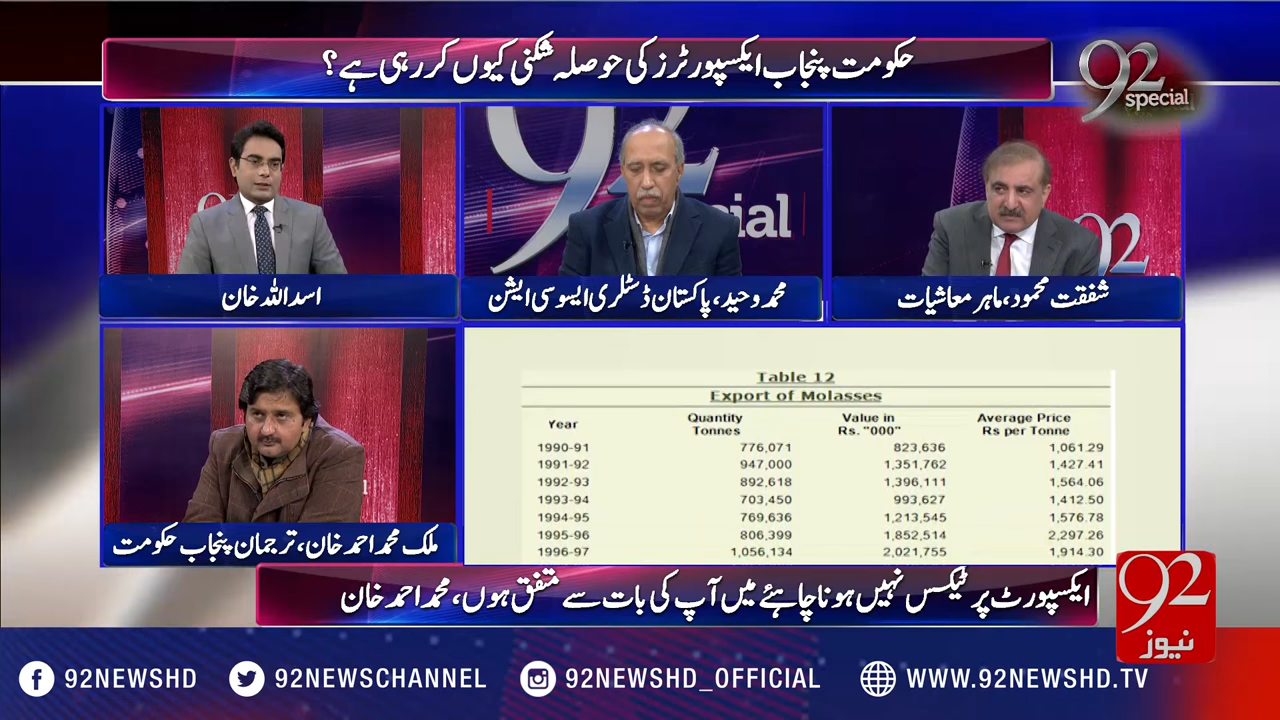 حکومت پنجاب ایکسپورٹرز کی حوصلہ شکنی کیوں کر رہی ہے؟
92 special
92
cial
92
اسد اللہ خان
محمد وحید، پاکستان ڈسٹلری ایسوسی ایشن
شفقت محمود، ماہر معاشیات
ملک محمد احمد خان، ترجمان پنجاب حکومت
Table 12
Export of Molasses
Year Quantity Tonnes Value in Rs. "000" Average Price Rs per Tonne
1990-91 776,071 823,636 1,061.29
1991-92 947,000 1,351,762 1,427.41
1992-93 892,618 1,396,111 1,564.06
1993-94 703,450 993,627 1,412.50
1994-95 769,636 1,213,545 1,576.78
1995-96 806,399 1,852,514 2,297.26
1996-97 1,056,134 2,021,755 1,914.30
ایکسپورٹ پر ٹیکس نہیں ہونا چاہئے میں آپ کی بات سے متفق ہوں، محمد احمد خان
92 نیوز
92NEWSHD 92NEWSCHANNEL 92NEWSHD_OFFICIAL WWW.92NEWSHD.TV